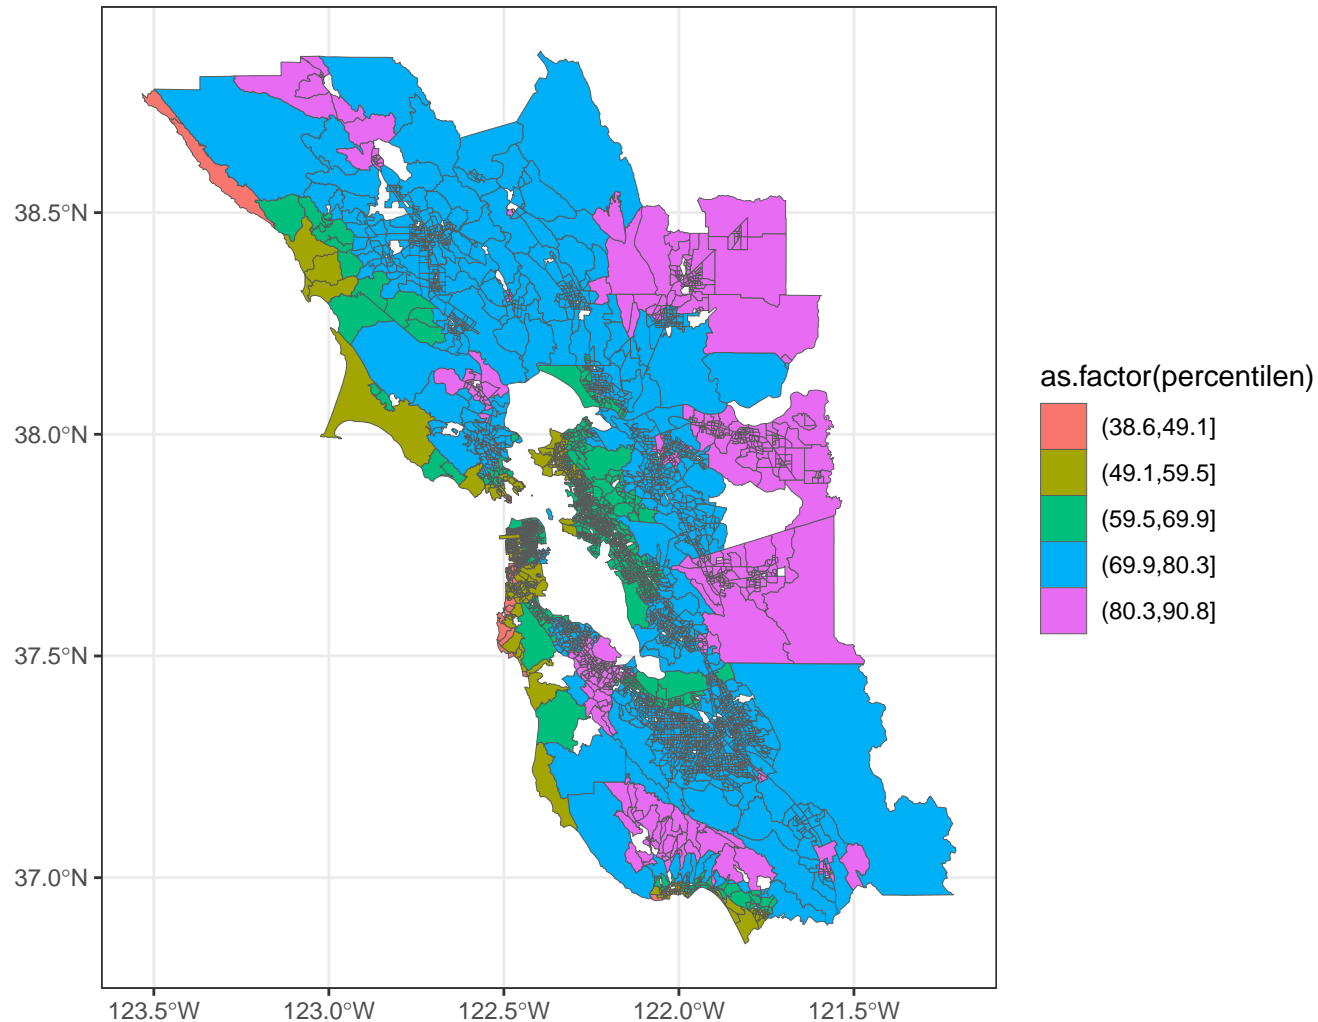 38.5°N
38.0°N
37.5°N
37.0°N
123.5°W
123.0°W
122.5°W
122.0°W
121.5°W
as.factor(percentilen)
(38.6,49.1]
(49.1,59.5]
(59.5,69.9]
(69.9,80.3]
(80.3,90.8]